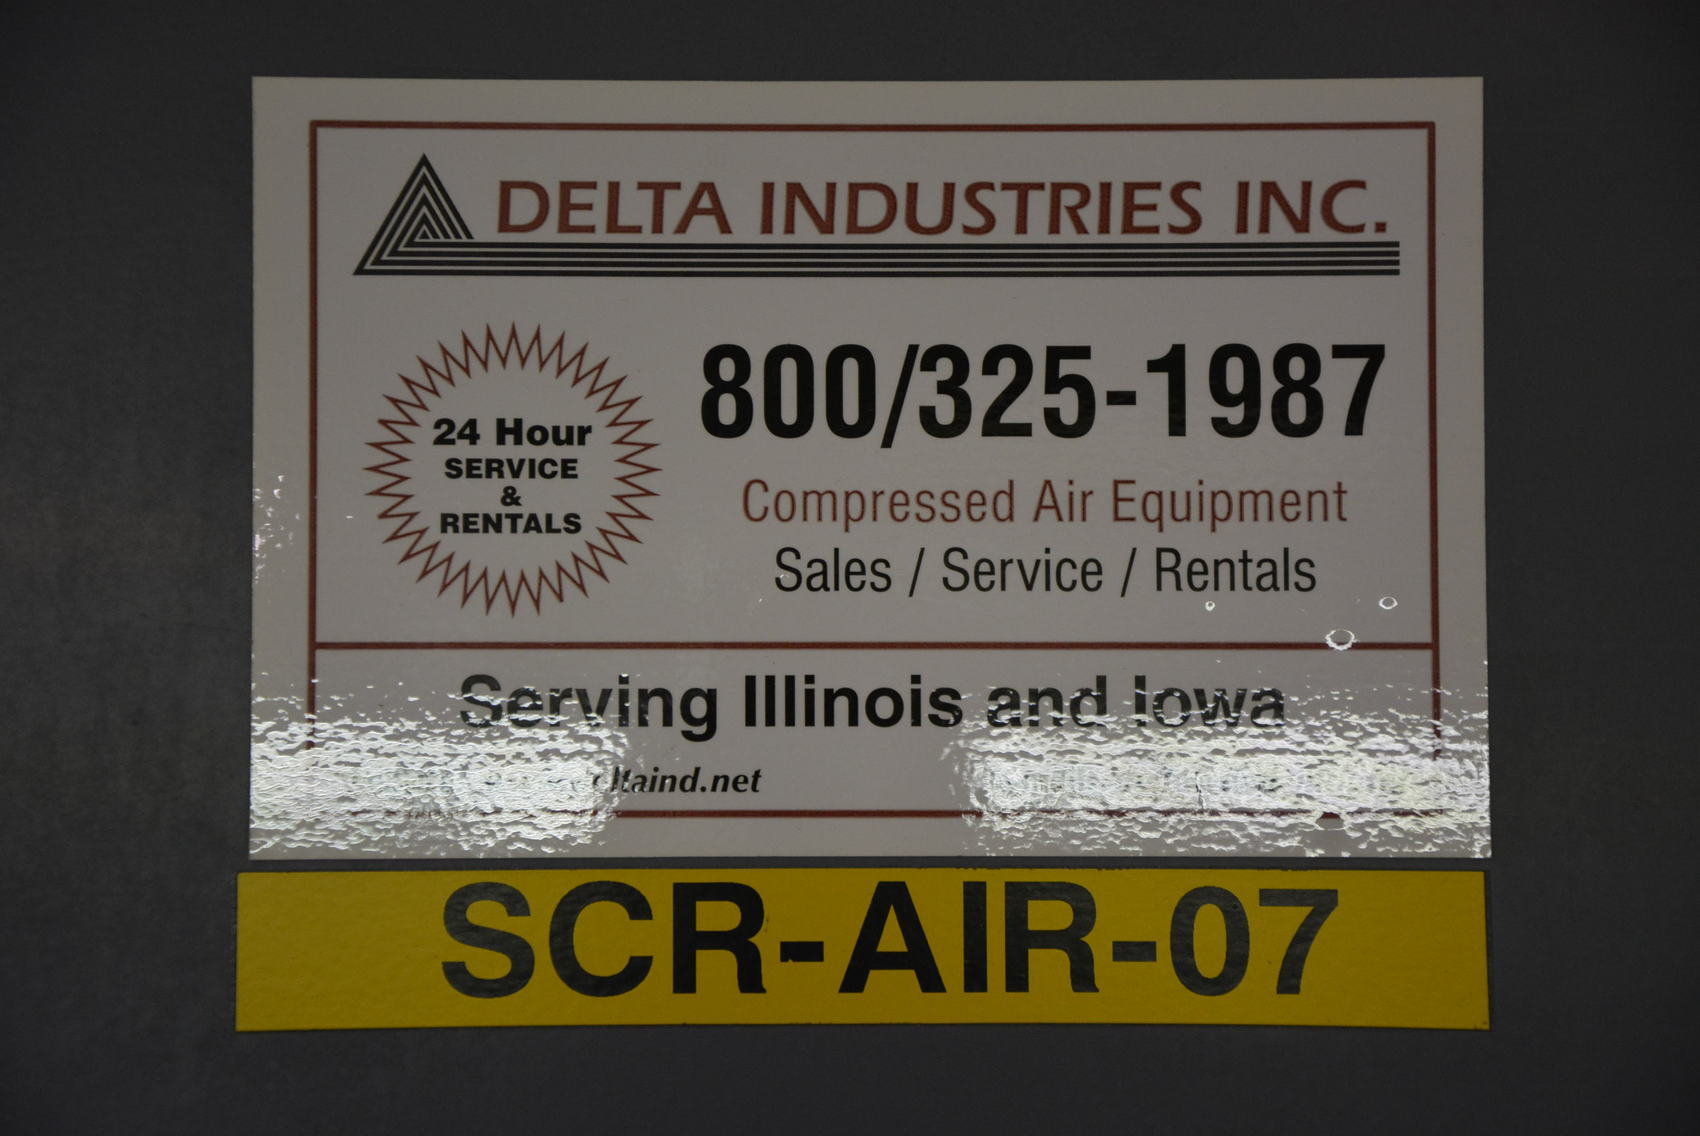 DELTA INDUSTRIES INC.
24 Hour
SERVICE
&
RENTALS
800/325-1987
Compressed Air Equipment
Sales / Service / Rentals
Serving Illinois and Iowa
SCR-AIR-07